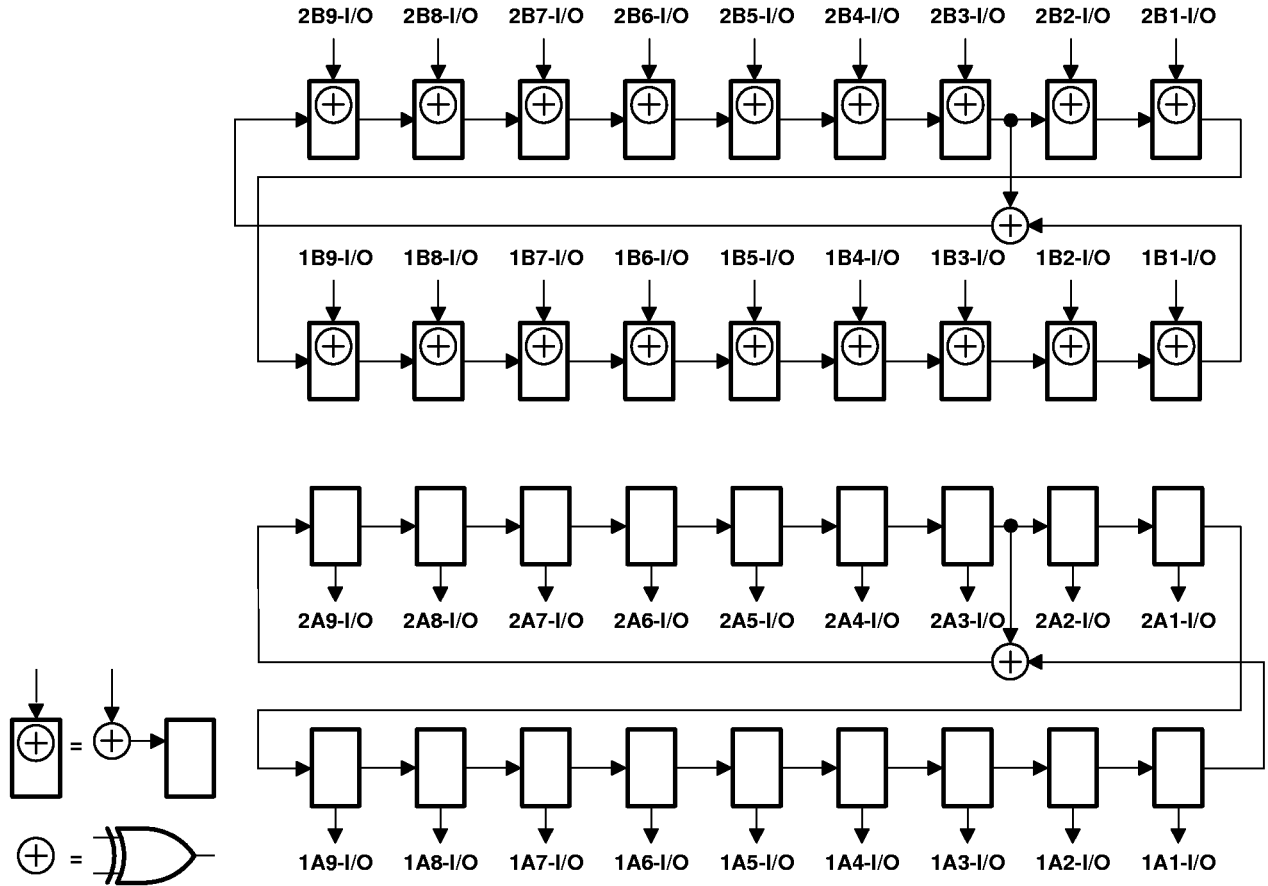 2B9-I/O 2B8-I/O 2B7-I/O 2B6-I/O 2B5-I/O 2B4-I/O 2B3-I/O 2B2-I/O 2B1-I/O
1B9-I/O 1B8-I/O 1B7-I/O 1B6-I/O 1B5-I/O 1B4-I/O 1B3-I/O 1B2-I/O 1B1-I/O
2A9-I/O 2A8-I/O 2A7-I/O 2A6-I/O 2A5-I/O 2A4-I/O 2A3-I/O 2A2-I/O 2A1-I/O
=
=
1A9-I/O 1A8-I/O 1A7-I/O 1A6-I/O 1A5-I/O 1A4-I/O 1A3-I/O 1A2-I/O 1A1-I/O